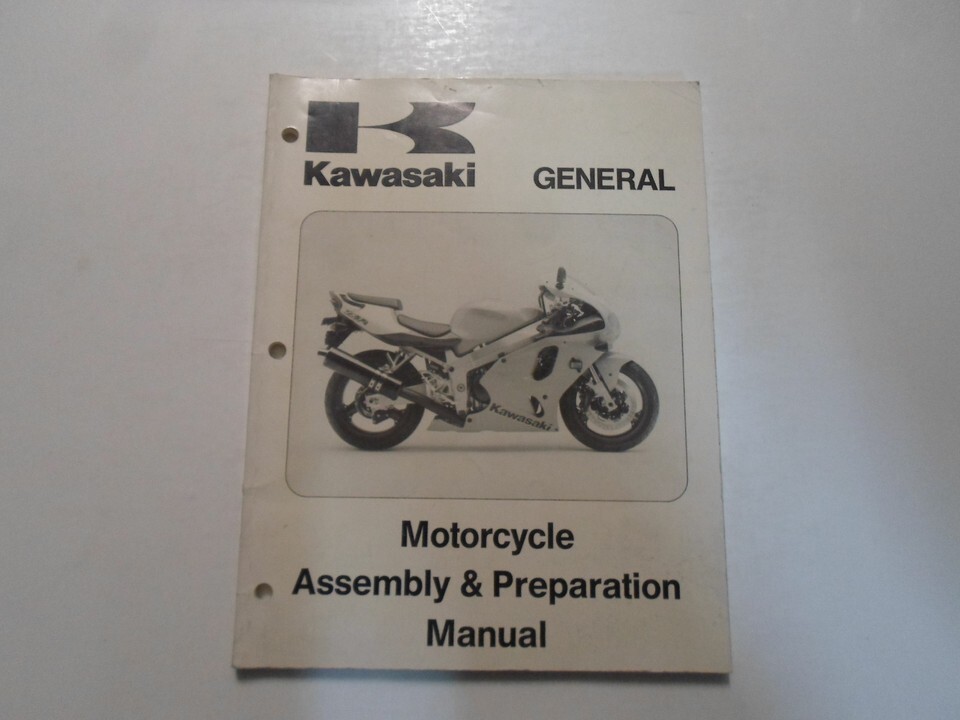 Kawasaki
GENERAL
Kawasaki
Motorcycle
Assembly & Preparation
Manual